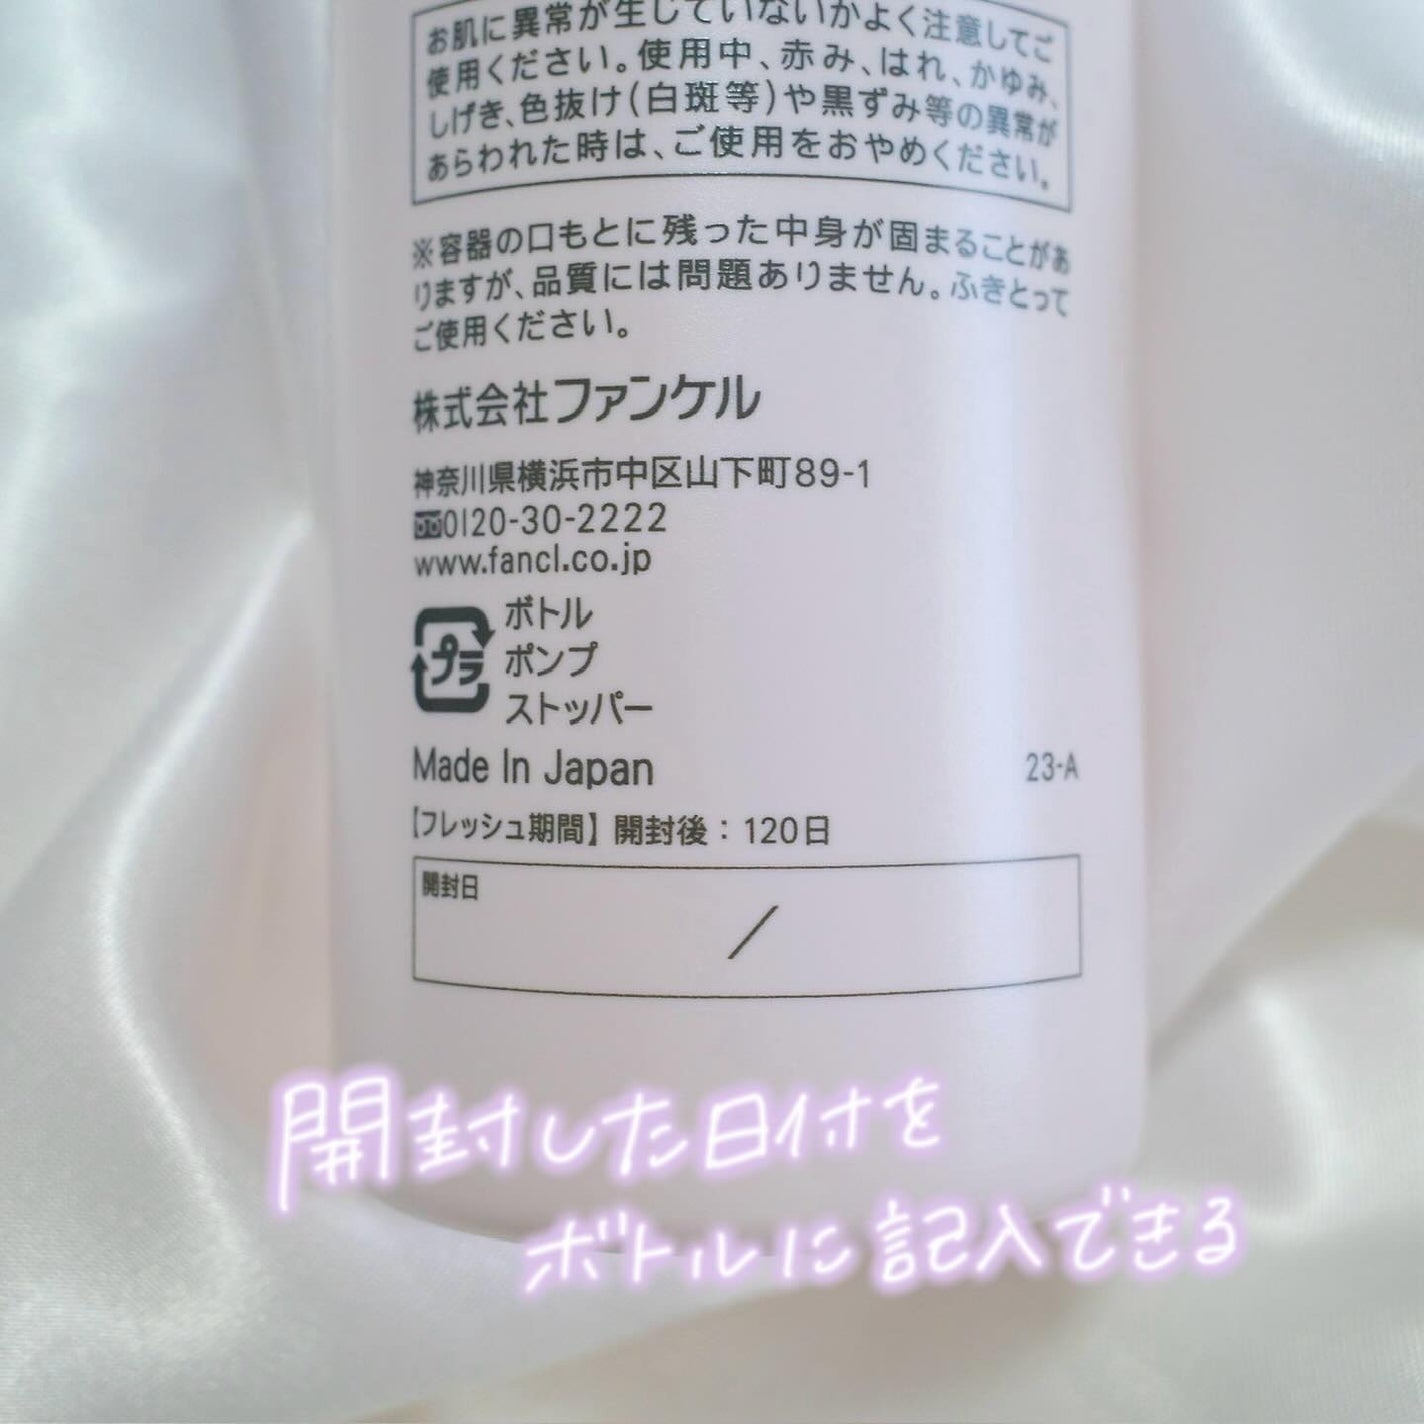 お肌に異常が生じていないかよく注意してご
使用ください。使用中、赤み、はれ、かゆみ、
しげき、色抜け(白斑等)や黒ずみ等の異常が
あらわれた時は、ご使用をおやめください。
※容器の口もとに残った中身が固まることがあ
りますが、品質には問題ありません。ふきとって
ご使用ください。
株式会社ファンケル
神奈川県横浜市中区山下町89-1
0120-30-2222
www.fancl.co.jp
プラ
ボトル
ポンプ
ストッパー
Made In Japan
23-A
【フレッシュ期間】開封後：120日
開封日
/
開封した日付を
ボトルに記入できる